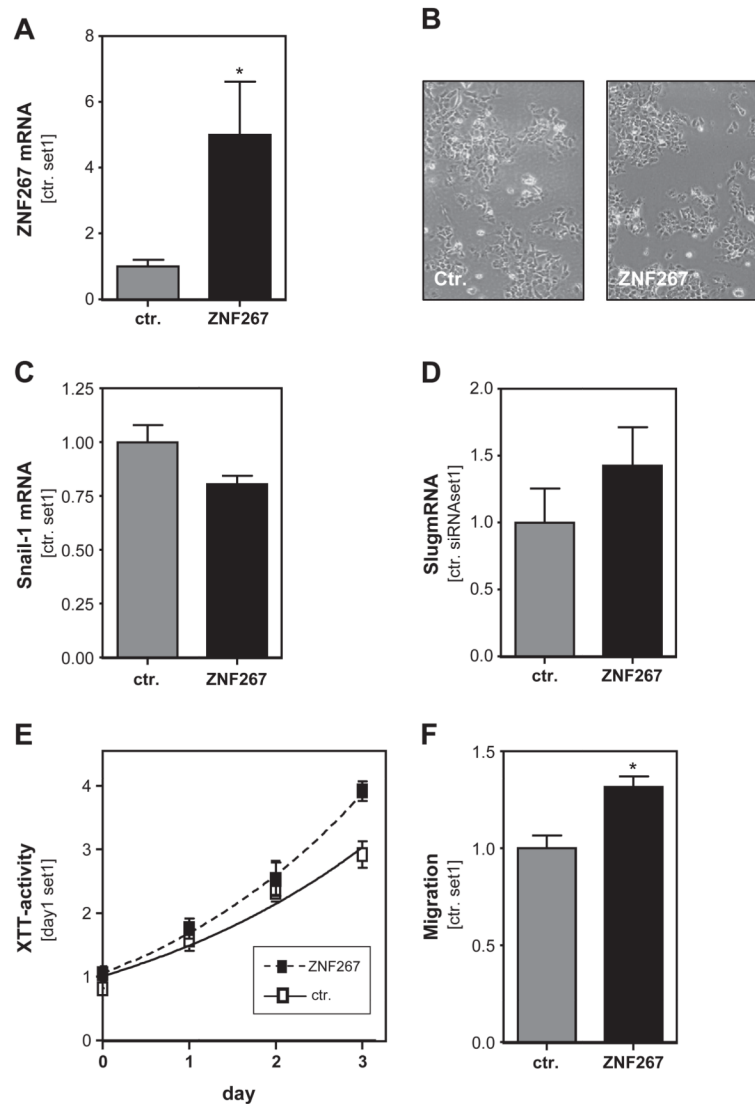 A
ZNF267 mRNA
[ctr. set1]
8
6
4
2
0
*
ctr.
ZNF267
B
Ctr.
ZNF267
C
Snail-1 mRNA
[ctr. set1]
1.25
1.00
0.75
0.50
0.25
0.00
ctr.
ZNF267
D
SlugmRNA
[ctr. siRNAset1]
2.0
1.5
1.0
0.5
0.0
ctr.
ZNF267
E
XTT-activity
[day1 set1]
4
3
2
1
0
ZNF267
ctr.
0
1
2
3
day
F
Migration
[ctr. set1]
1.5
1.0
0.5
0.0
*
ctr.
ZNF267